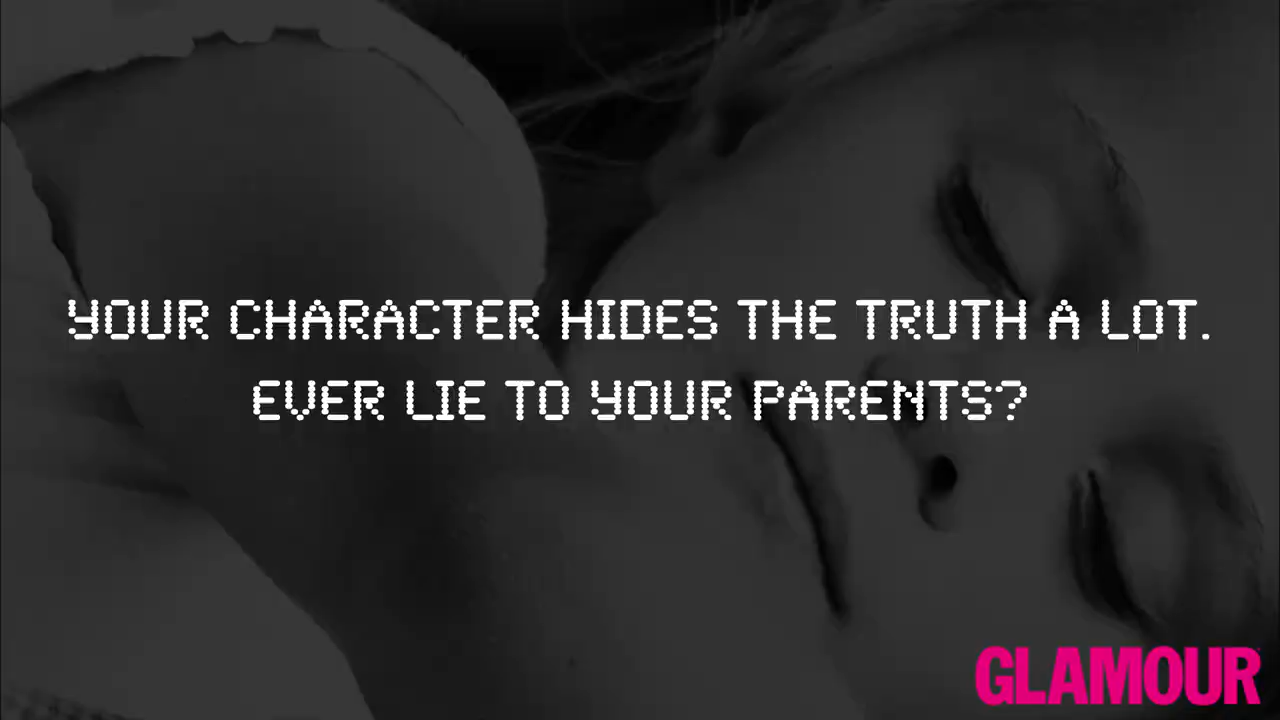 YOUR CHARACTER HIDES THE TRUTH A LOT.
EVER LIE TO YOUR PARENTS?
GLAMOUR